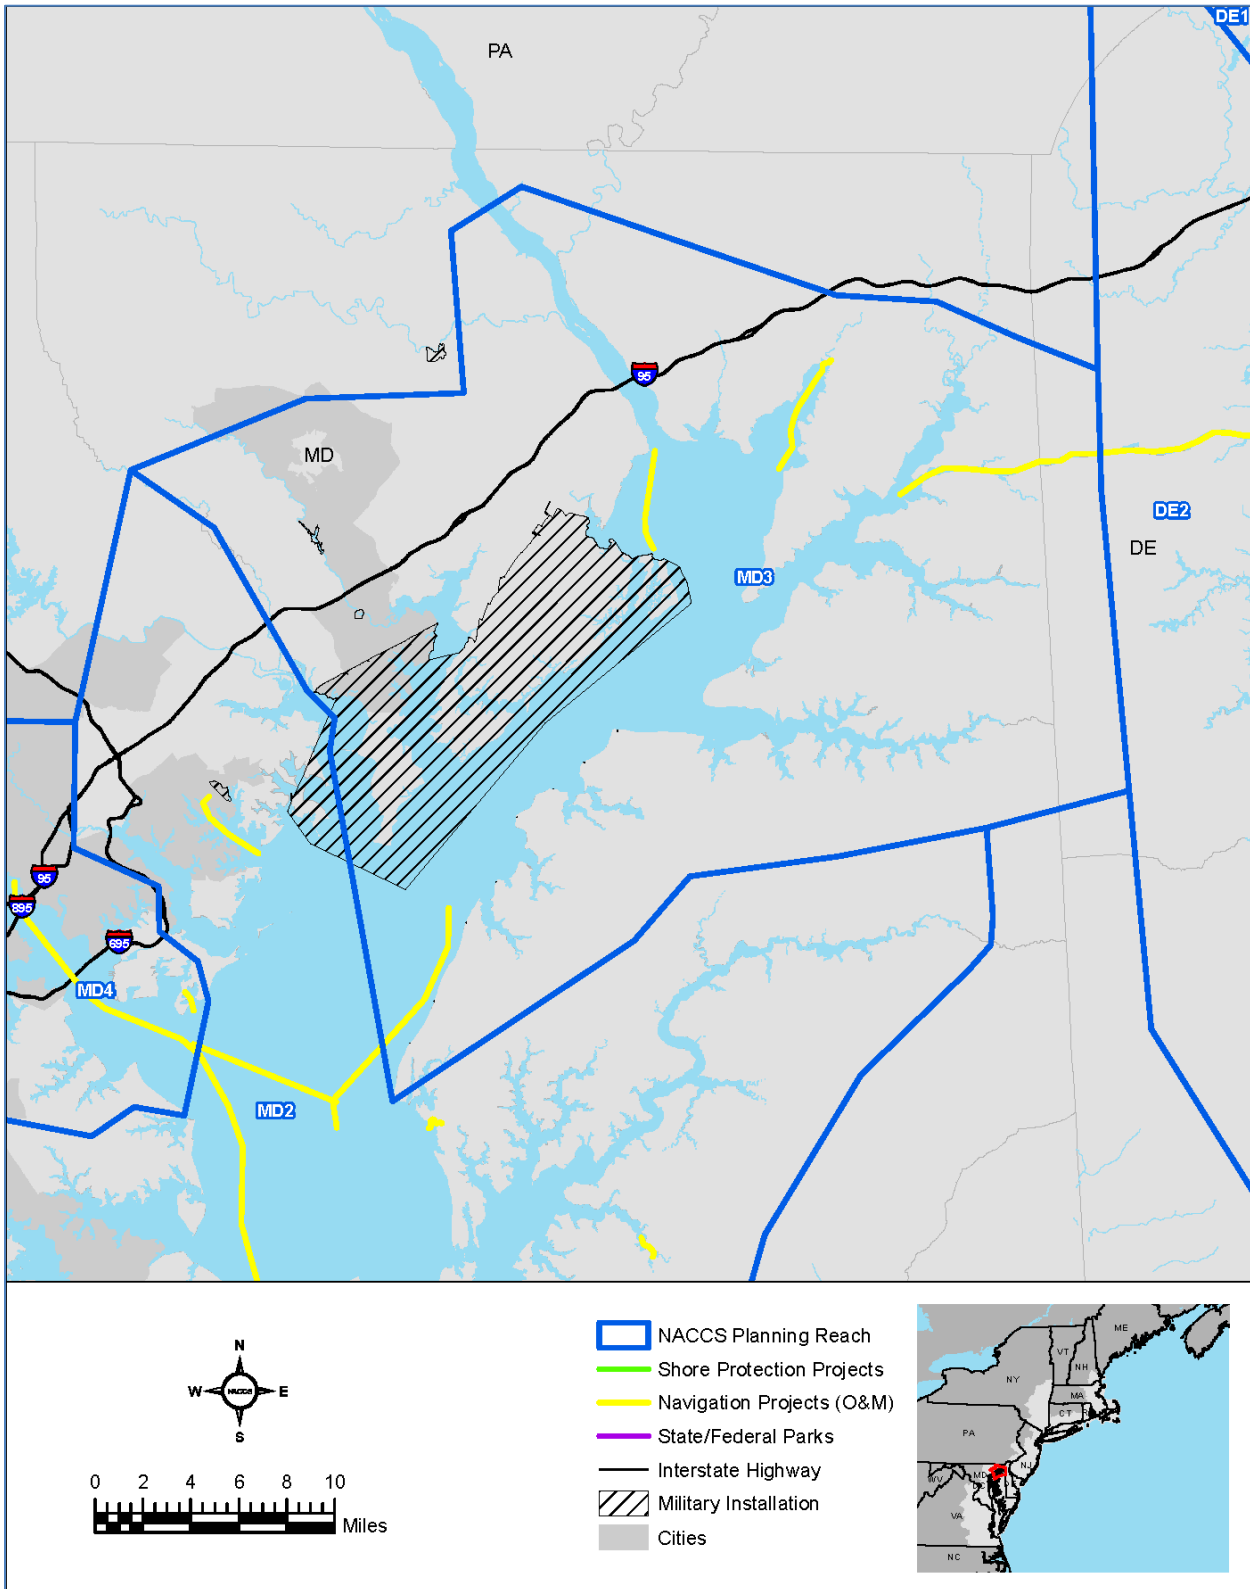 DE1
PA
95
MD
DE2
DE
MD3
95
895
695
MD4
MD2
N
W NACCS E
S
0 2 4 6 8 10
Miles
NACCS Planning Reach
Shore Protection Projects
Navigation Projects (O&M)
State/Federal Parks
Interstate Highway
Military Installation
Cities
ME
VT
NH
NY
MA
CT
PA
NJ
MD
WV
VA
NC